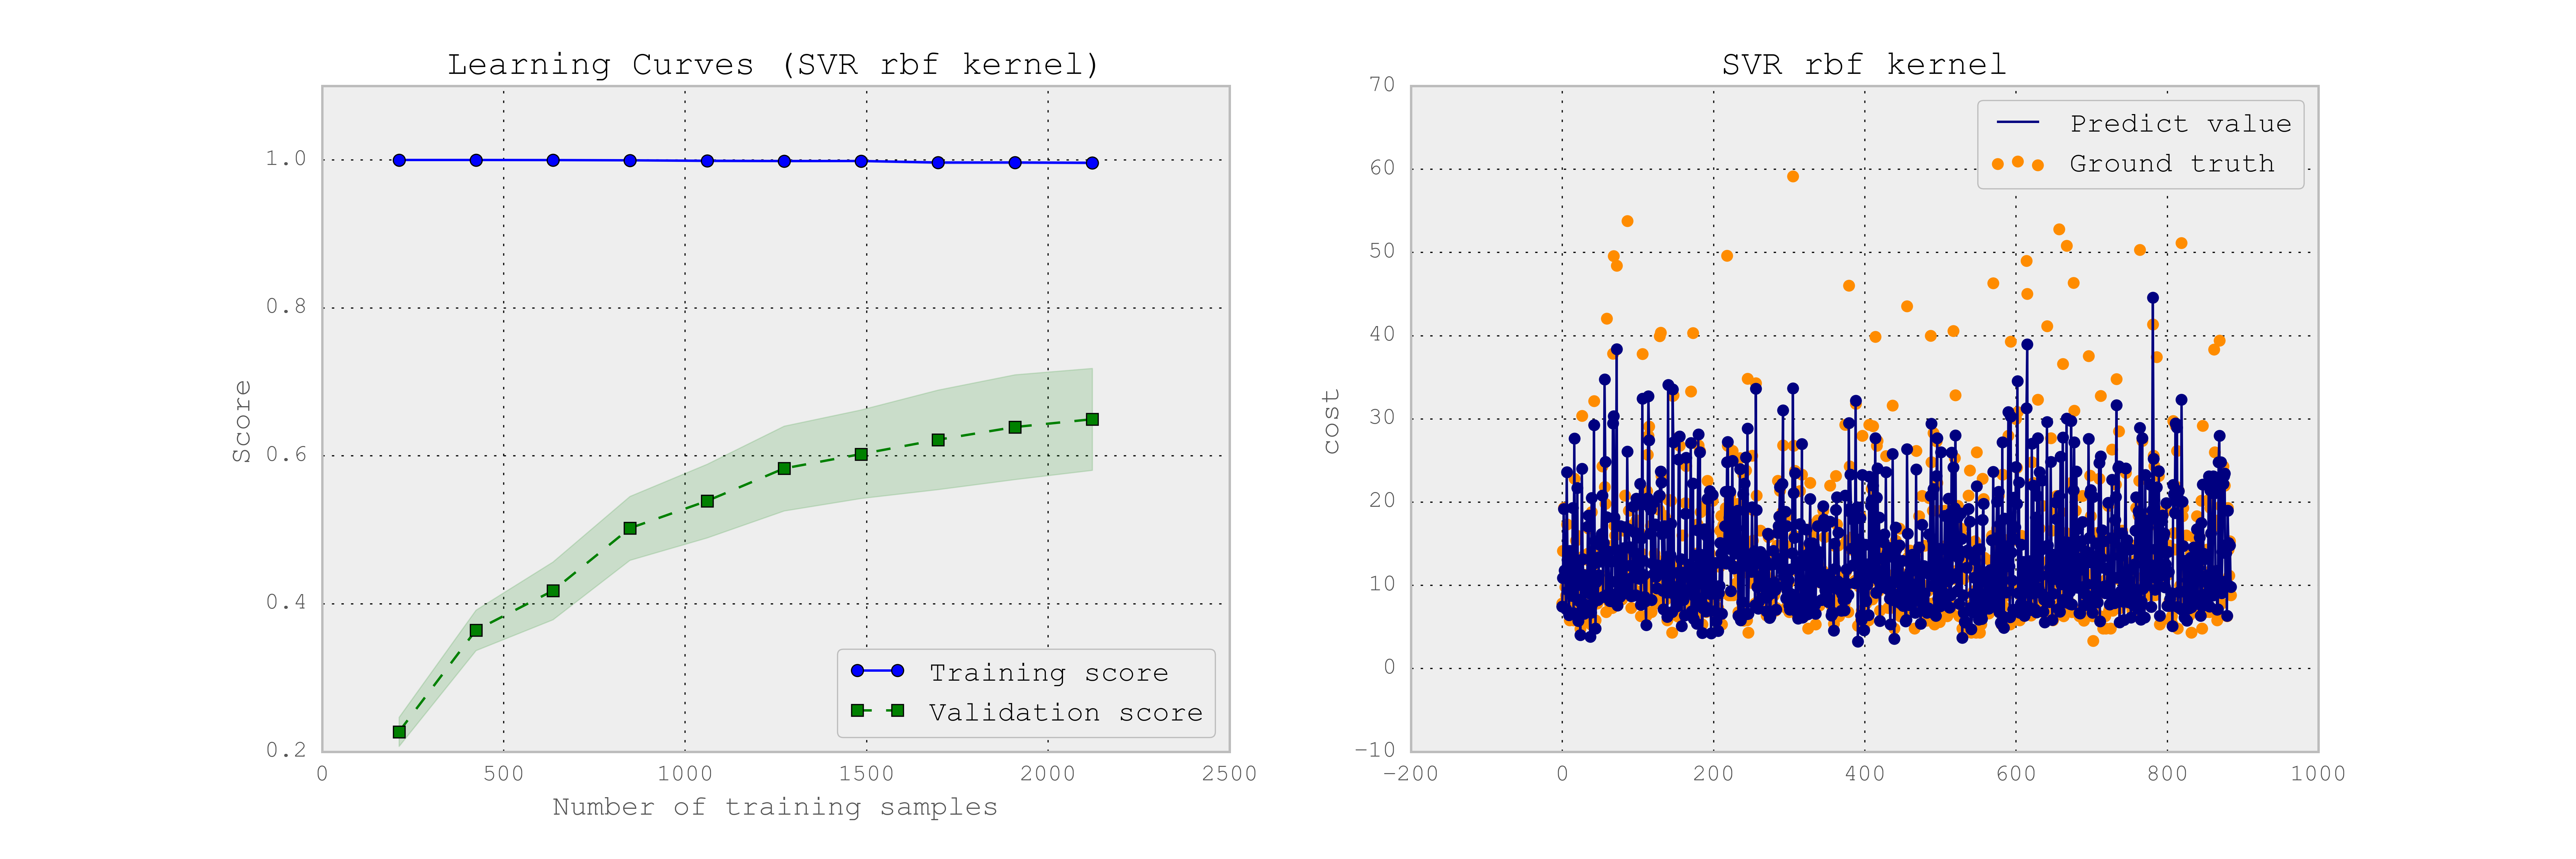 Learning Curves (SVR rbf kernel)
1.0
0.8
0.6
0.4
0.2
Score
0 500 1000 1500 2000 2500
Number of training samples
Training score
Validation score
SVR rbf kernel
70
60
50
40
30
20
10
0
-10
cost
-200 0 200 400 600 800 1000
Predict value
Ground truth